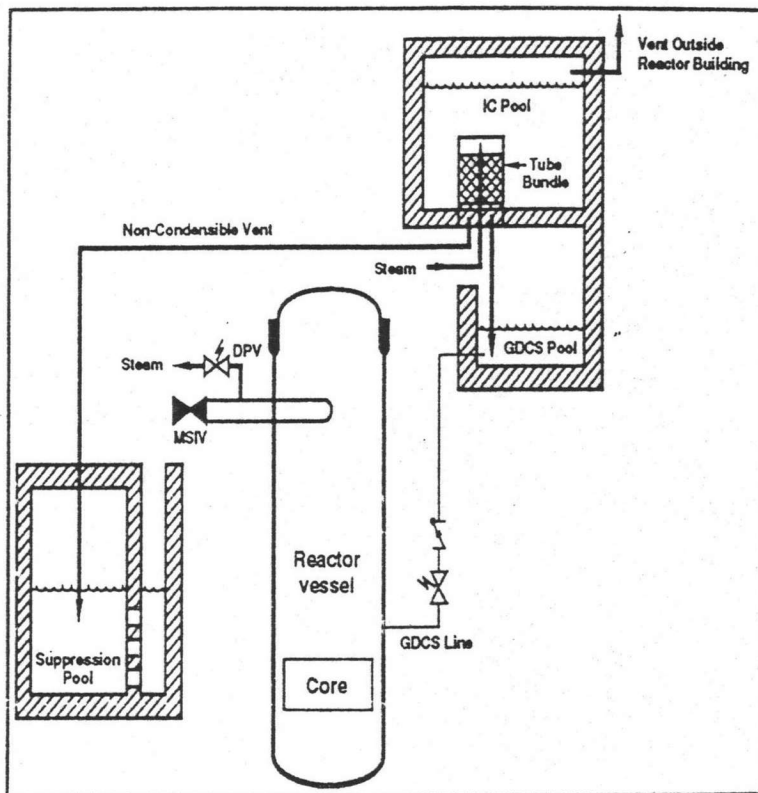 Vent Outside
Reactor Building
IC Pool
Tube
Bundle
Non-Condensible Vent
Steam
GDCS Pool
DPV
Steam
MSIV
Reactor
vessel
GDCS Line
Suppression
Pool
Core